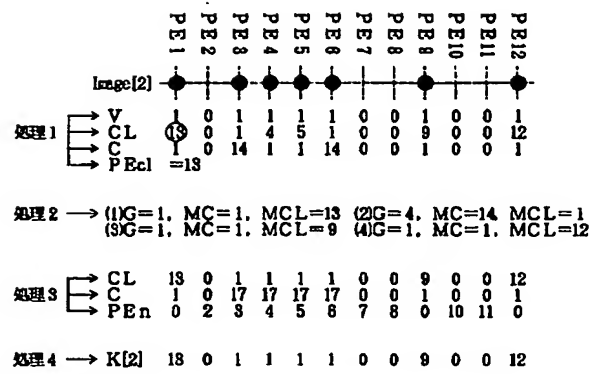 PE1 PE2 PE3 PE4 PE5 PE6 PE7 PE8 PE9 PE10 PE11 PE12
Image[2]
処理1
V 1 0 1 1 1 1 0 0 1 0 0 1
CL 13 0 1 4 5 1 0 0 9 0 0 12
C 1 0 14 1 1 14 0 0 1 0 0 1
PEcl =13
処理2 → (1)G=1, MC=1, MCL=13 (2)G=4, MC=14, MCL=1
(3)G=1, MC=1, MCL=9 (4)G=1, MC=1, MCL=12
処理3
CL 13 0 1 1 1 1 0 0 9 0 0 12
C 1 0 17 17 17 17 0 0 1 0 0 1
PEn 0 2 3 4 5 6 7 8 0 10 11 0
処理4 → K[2] 13 0 1 1 1 1 0 0 9 0 0 12